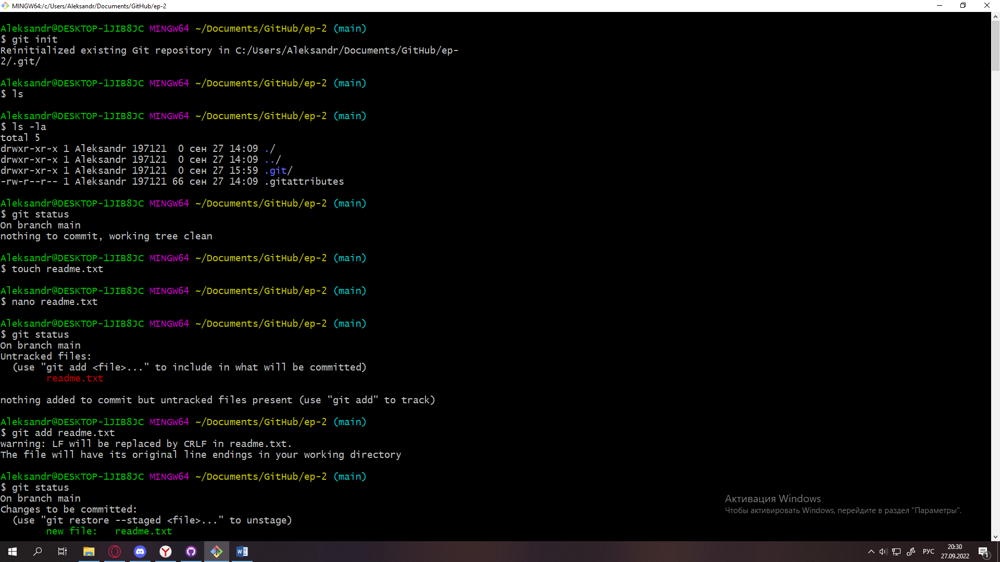 MINGW64:/c/Users/Aleksandr/Documents/GitHub/ep-2
Aleksandr@DESKTOP-1JIB8JC MINGW64 ~/Documents/GitHub/ep-2 (main)
$ git init
Reinitialized existing Git repository in C:/Users/Aleksandr/Documents/GitHub/ep-
2/.git/
Aleksandr@DESKTOP-1JIB8JC MINGW64 ~/Documents/GitHub/ep-2 (main)
$ ls
Aleksandr@DESKTOP-1JIB8JC MINGW64 ~/Documents/GitHub/ep-2 (main)
$ ls -la
total 5
drwxr-xr-x 1 Aleksandr 197121  0 сен 27 14:09 ./
drwxr-xr-x 1 Aleksandr 197121  0 сен 27 14:09 ../
drwxr-xr-x 1 Aleksandr 197121  0 сен 27 15:59 .git/
-rw-r--r-- 1 Aleksandr 197121 66 сен 27 14:09 .gitattributes
Aleksandr@DESKTOP-1JIB8JC MINGW64 ~/Documents/GitHub/ep-2 (main)
$ git status
On branch main
nothing to commit, working tree clean
Aleksandr@DESKTOP-1JIB8JC MINGW64 ~/Documents/GitHub/ep-2 (main)
$ touch readme.txt
Aleksandr@DESKTOP-1JIB8JC MINGW64 ~/Documents/GitHub/ep-2 (main)
$ nano readme.txt
Aleksandr@DESKTOP-1JIB8JC MINGW64 ~/Documents/GitHub/ep-2 (main)
$ git status
On branch main
Untracked files:
  (use "git add <file>..." to include in what will be committed)
        readme.txt
nothing added to commit but untracked files present (use "git add" to track)
Aleksandr@DESKTOP-1JIB8JC MINGW64 ~/Documents/GitHub/ep-2 (main)
$ git add readme.txt
warning: LF will be replaced by CRLF in readme.txt.
The file will have its original line endings in your working directory
Aleksandr@DESKTOP-1JIB8JC MINGW64 ~/Documents/GitHub/ep-2 (main)
$ git status
On branch main
Changes to be committed:
  (use "git restore --staged <file>..." to unstage)
        new file:   readme.txt
Активация Windows
Чтобы активировать Windows, перейдите в раздел "Параметры".
РУС
20:30
27.09.2022
1